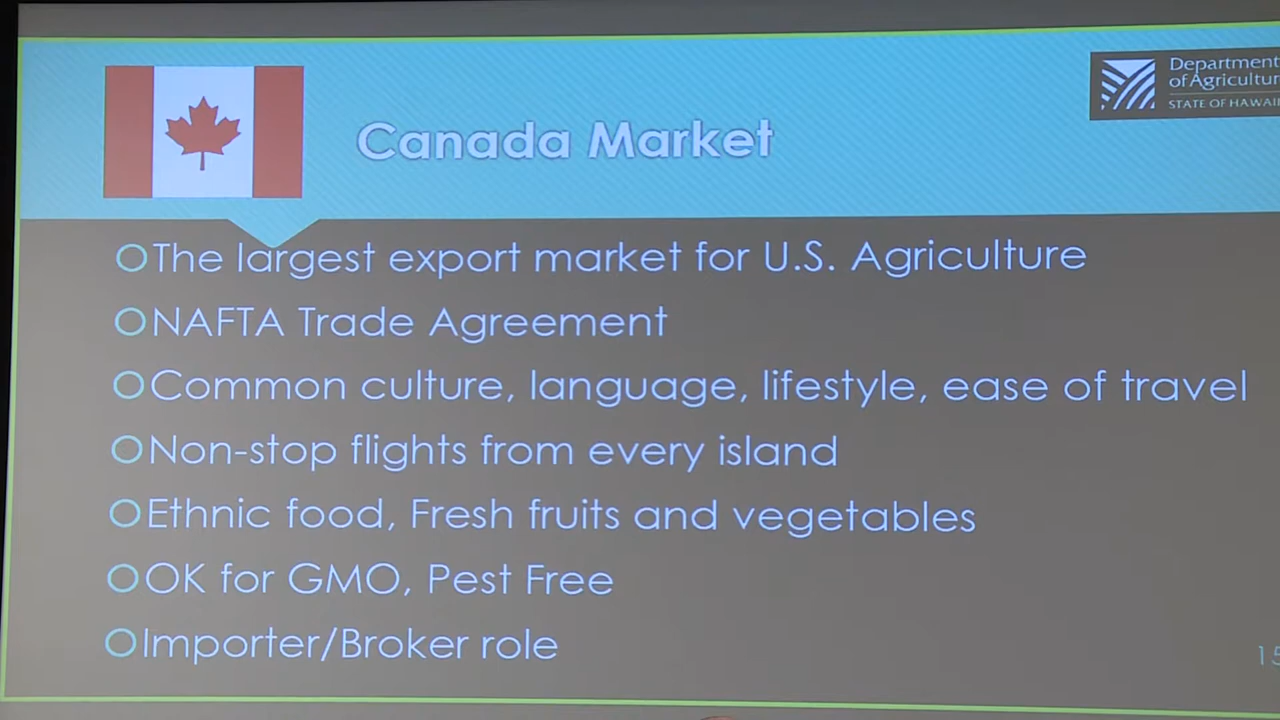 Department
of Agricultur
STATE OF HAWAII
Canada Market
The largest export market for U.S. Agriculture
NAFTA Trade Agreement
Common culture, language, lifestyle, ease of travel
Non-stop flights from every island
Ethnic food, Fresh fruits and vegetables
OK for GMO, Pest Free
Importer/Broker role
15